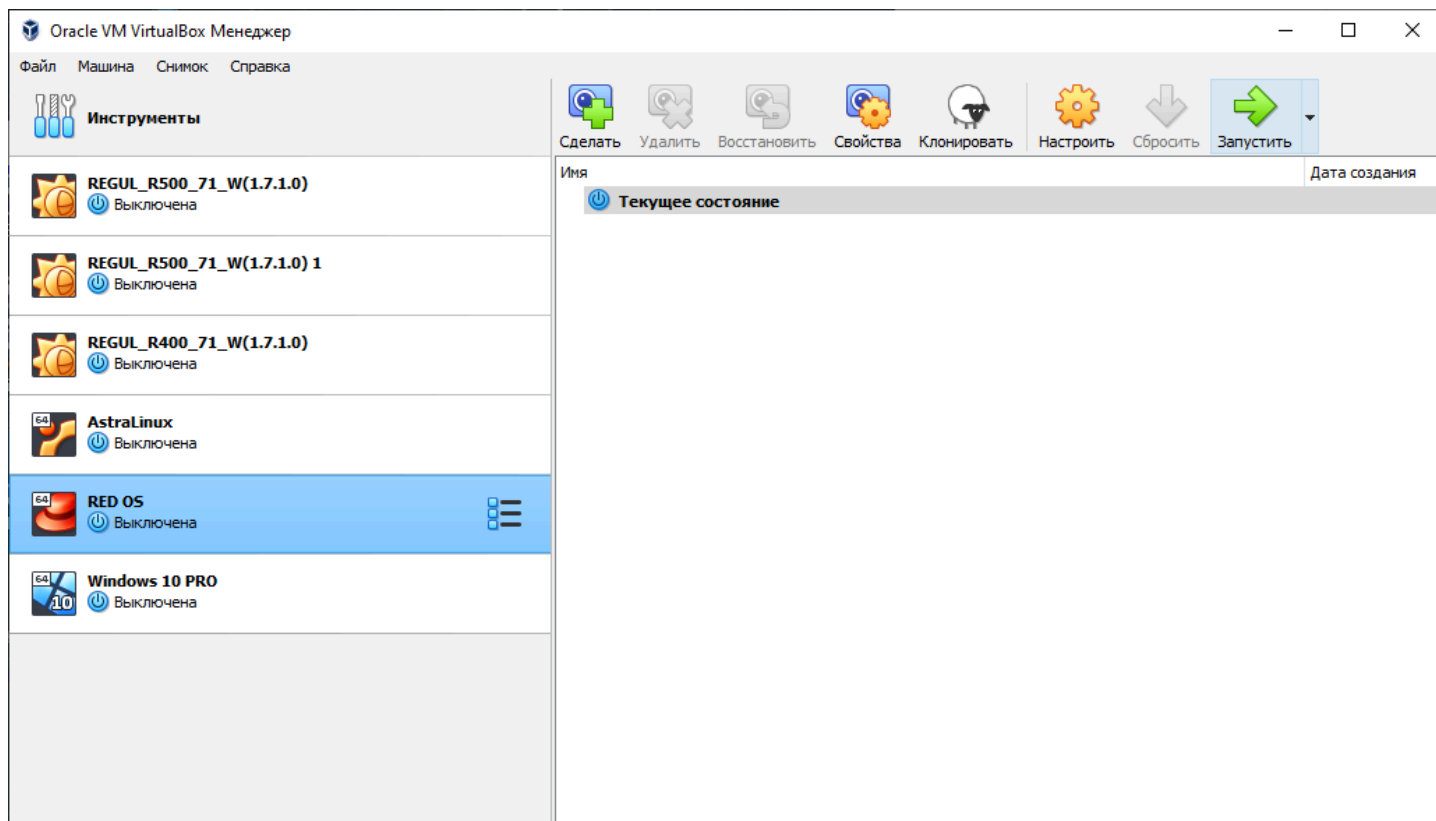 Oracle VM VirtualBox Менеджер
Файл Машина Снимок Справка
Инструменты
Сделать Удалить Восстановить Свойства Клонировать Настроить Сбросить Запустить
Имя Дата создания
Текущее состояние
REGUL_R500_71_W(1.7.1.0)
Выключена
REGUL_R500_71_W(1.7.1.0) 1
Выключена
REGUL_R400_71_W(1.7.1.0)
Выключена
64
AstraLinux
Выключена
64
RED OS
Выключена
64
10
Windows 10 PRO
Выключена